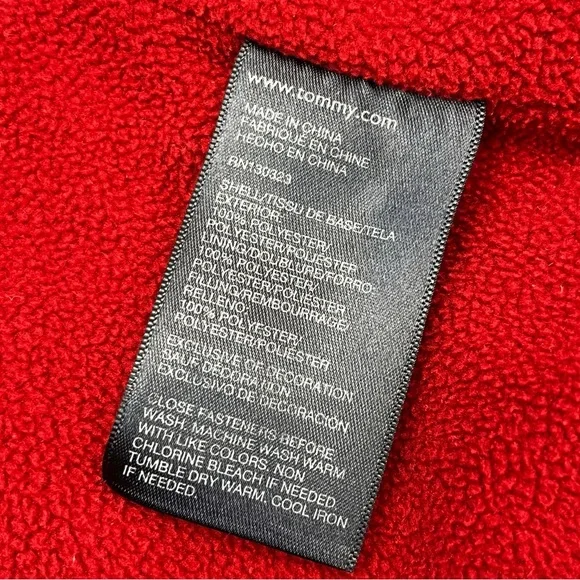 www.tommy.com
MADE IN CHINA
FABRIQUÉ EN CHINE
HECHO EN CHINA
RN130323
SHELL/TISSU DE BASE/TELA
EXTERIOR:
100% POLYESTER/
POLYESTER/POLIÉSTER
LINING/DOUBLURE/FORRO:
100% POLYESTER/
POLYESTER/POLIÉSTER
FILLING/REMBOURRAGE/
RELLENO:
100% POLYESTER/
POLYESTER/POLIÉSTER
EXCLUSIVE OF DECORATION
SAUF DÉCORATION
EXCLUSIVO DE DECORACIÓN
CLOSE FASTENERS BEFORE
WASH. MACHINE WASH WARM
WITH LIKE COLORS. NON
CHLORINE BLEACH IF NEEDED.
TUMBLE DRY WARM. COOL IRON
IF NEEDED.